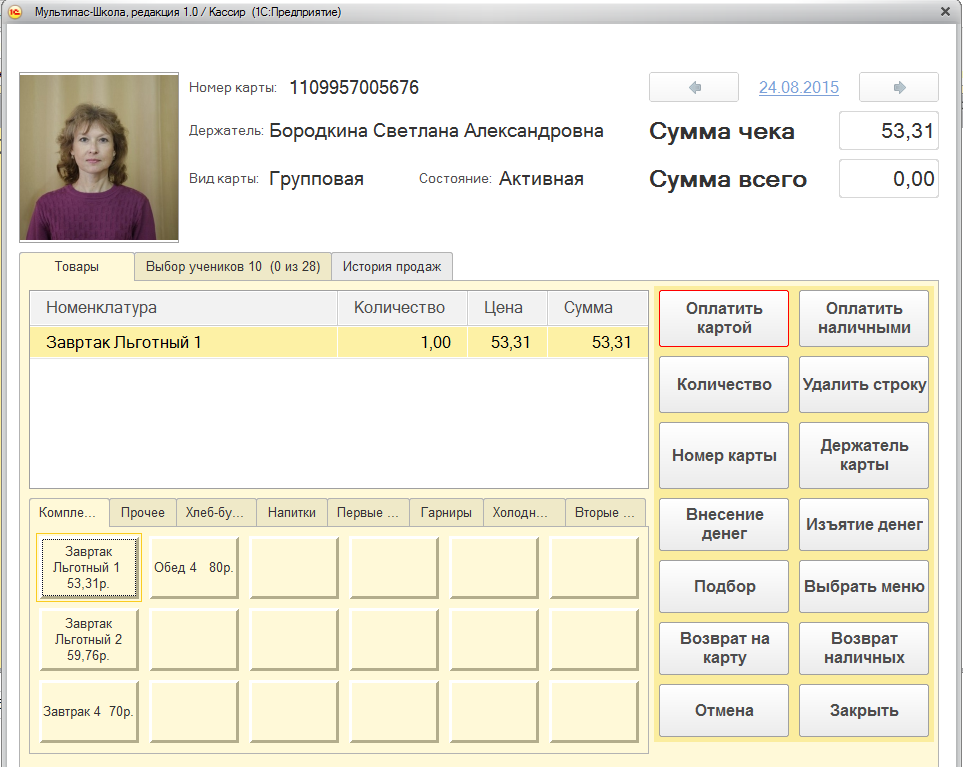 Мультипас-Школа, редакция 1.0 / Кассир (1С:Предприятие)
Номер карты: 1109957005676
24.08.2015
Держатель: Бородкина Светлана Александровна
Сумма чека 53,31
Вид карты: Групповая Состояние: Активная
Сумма всего 0,00
Товары Выбор учеников 10 (0 из 28) История продаж
Номенклатура Количество Цена Сумма
Завртак Льготный 1 1,00 53,31 53,31
Оплатить картой
Оплатить наличными
Количество
Удалить строку
Номер карты
Держатель карты
Внесение денег
Изъятие денег
Подбор
Выбрать меню
Возврат на карту
Возврат наличных
Отмена
Закрыть
Компле... Прочее Хлеб-бу... Напитки Первые ... Гарниры Холодн... Вторые ...
Завртак
Льготный 1
53,31р.
Обед 4 80р.
Завртак
Льготный 2
59,76р.
Завтрак 4 70р.